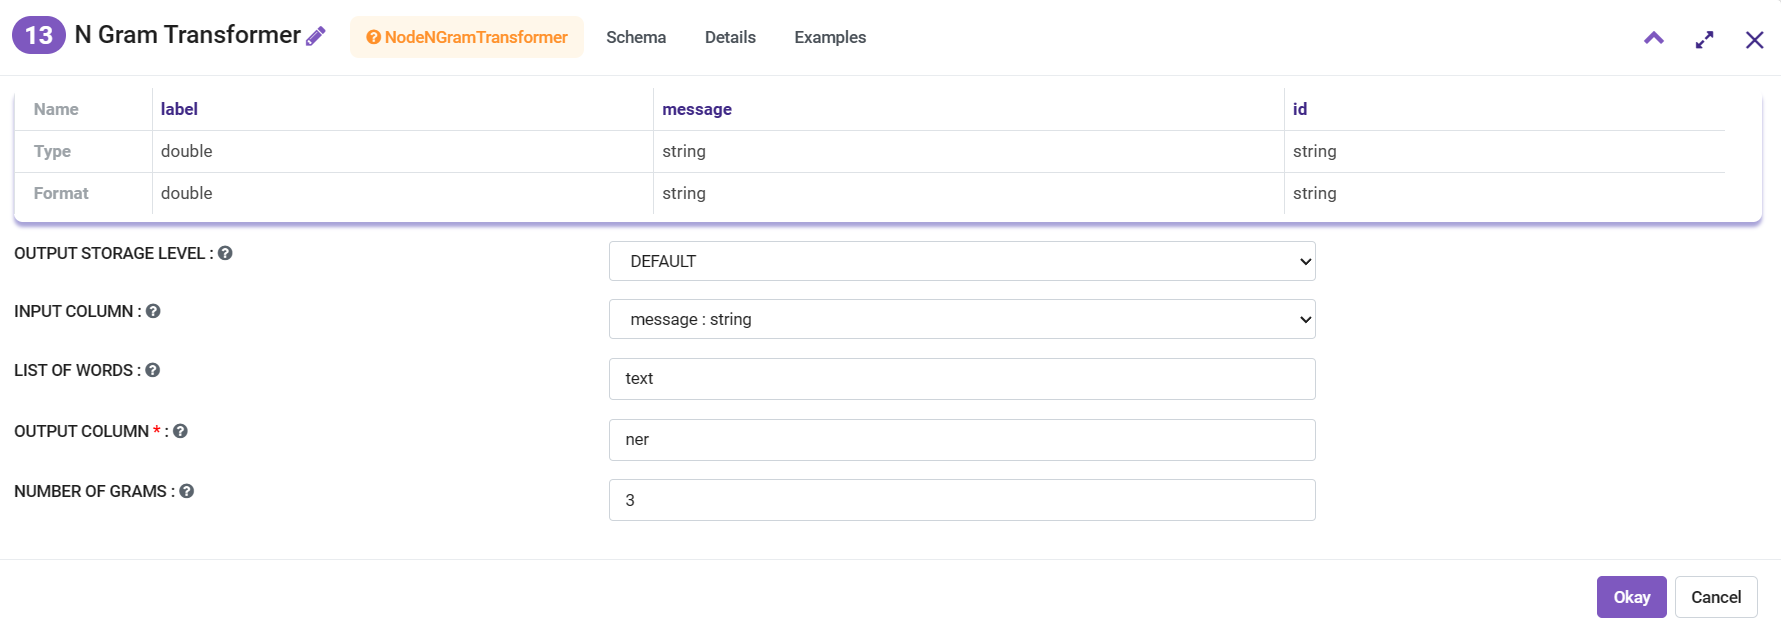 13 N Gram Transformer NodeNGramTransformer Schema Details Examples
Name label message id
Type double string string
Format double string string
OUTPUT STORAGE LEVEL : DEFAULT
INPUT COLUMN : message : string
LIST OF WORDS : text
OUTPUT COLUMN * : ner
NUMBER OF GRAMS : 3
Okay Cancel